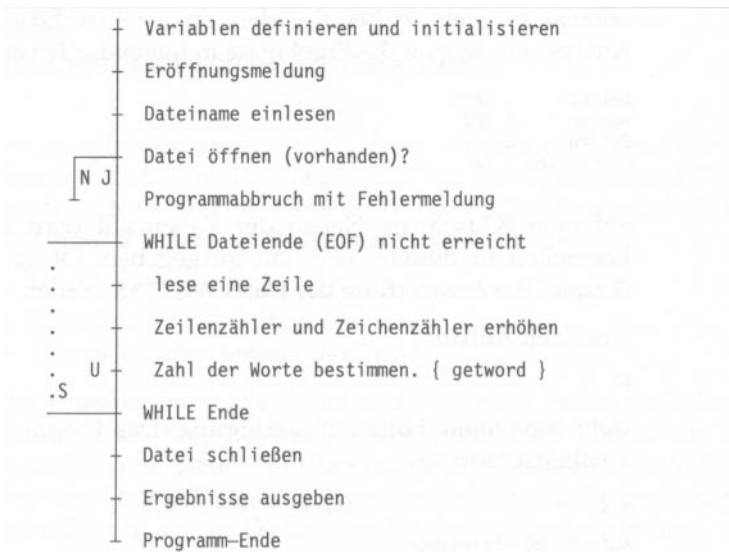 Variablen definieren und initialisieren
Eröffnungsmeldung
Dateiname einlesen
Datei öffnen (vorhanden)?
N J
Programmabbruch mit Fehlermeldung
WHILE Dateiende (EOF) nicht erreicht
lese eine Zeile
Zeilenzähler und Zeichenzähler erhöhen
U Zahl der Worte bestimmen. { getword }
.S
WHILE Ende
Datei schließen
Ergebnisse ausgeben
Programm-Ende